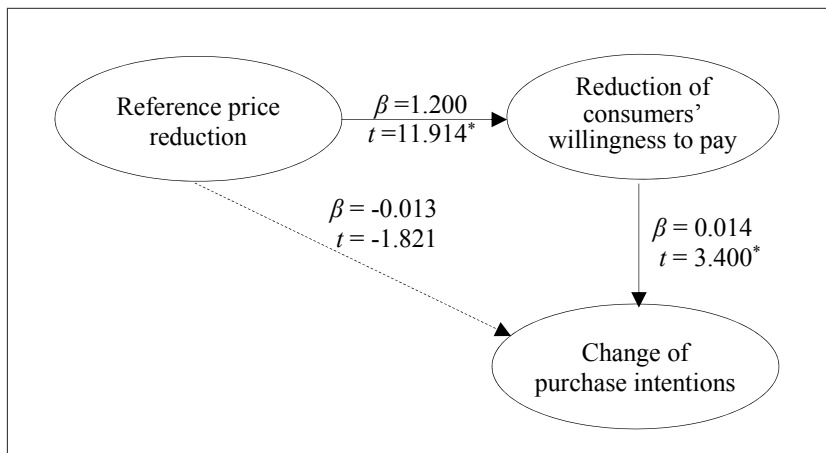 Reference price
reduction
β =1.200
t =11.914*
Reduction of
consumers’
willingness to pay
β = -0.013
t = -1.821
β = 0.014
t = 3.400*
Change of
purchase intentions